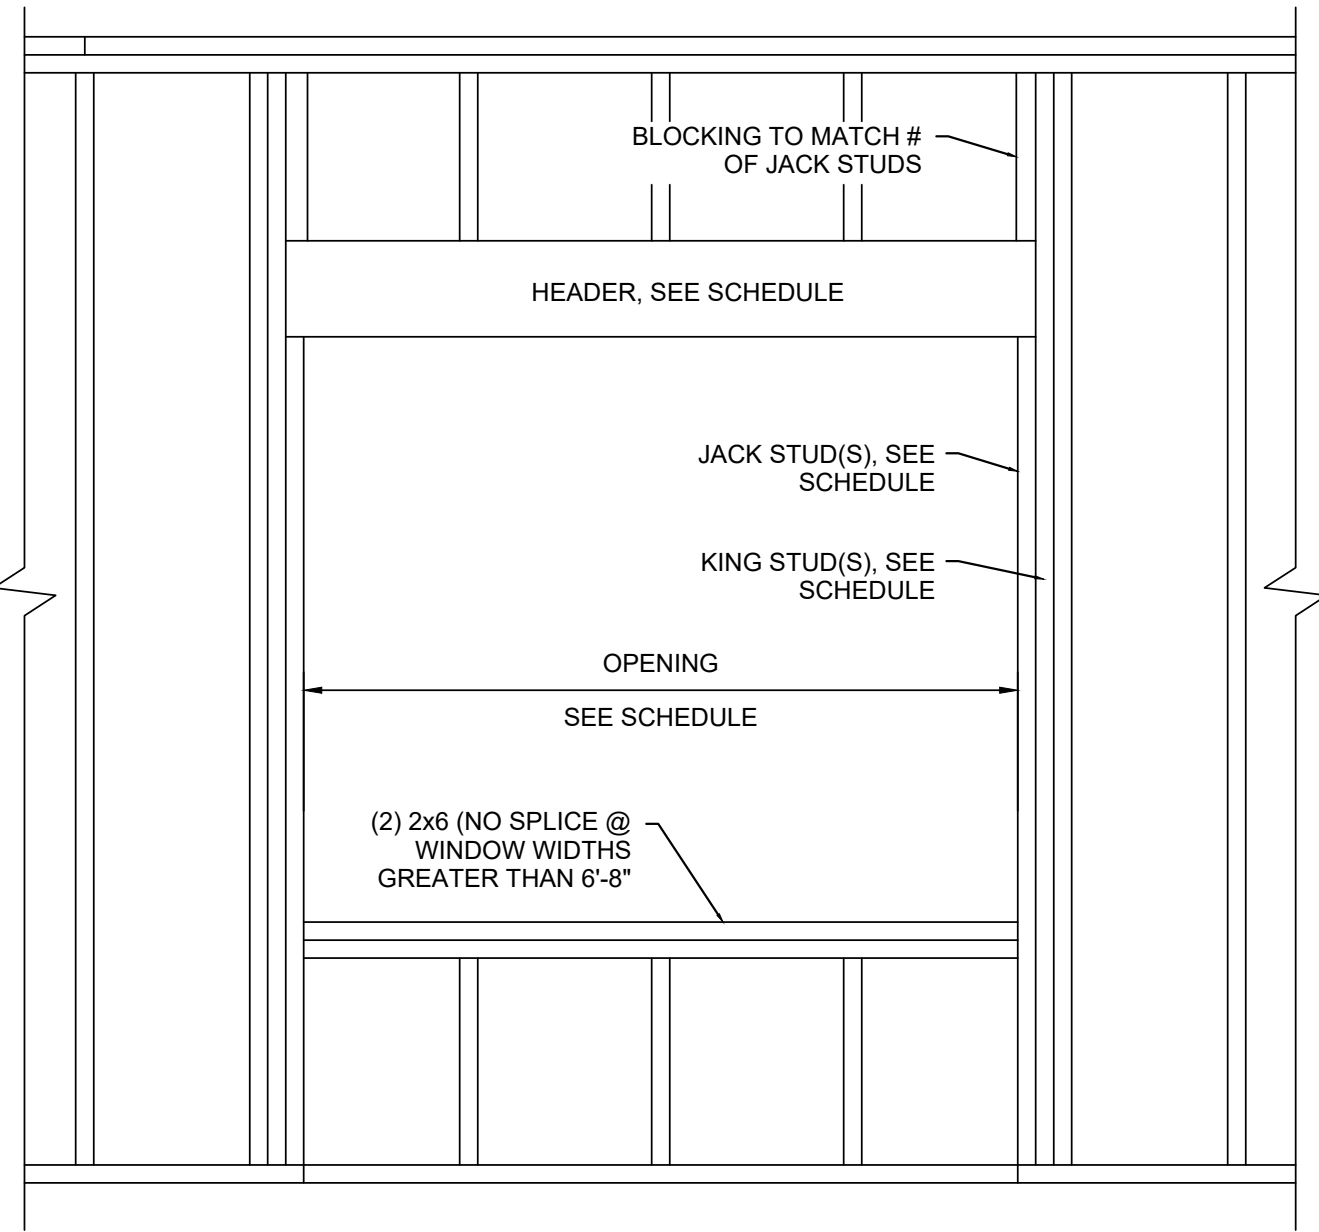 BLOCKING TO MATCH #
OF JACK STUDS
HEADER, SEE SCHEDULE
JACK STUD(S), SEE
SCHEDULE
KING STUD(S), SEE
SCHEDULE
OPENING
SEE SCHEDULE
(2) 2x6 (NO SPLICE @
WINDOW WIDTHS
GREATER THAN 6'-8"